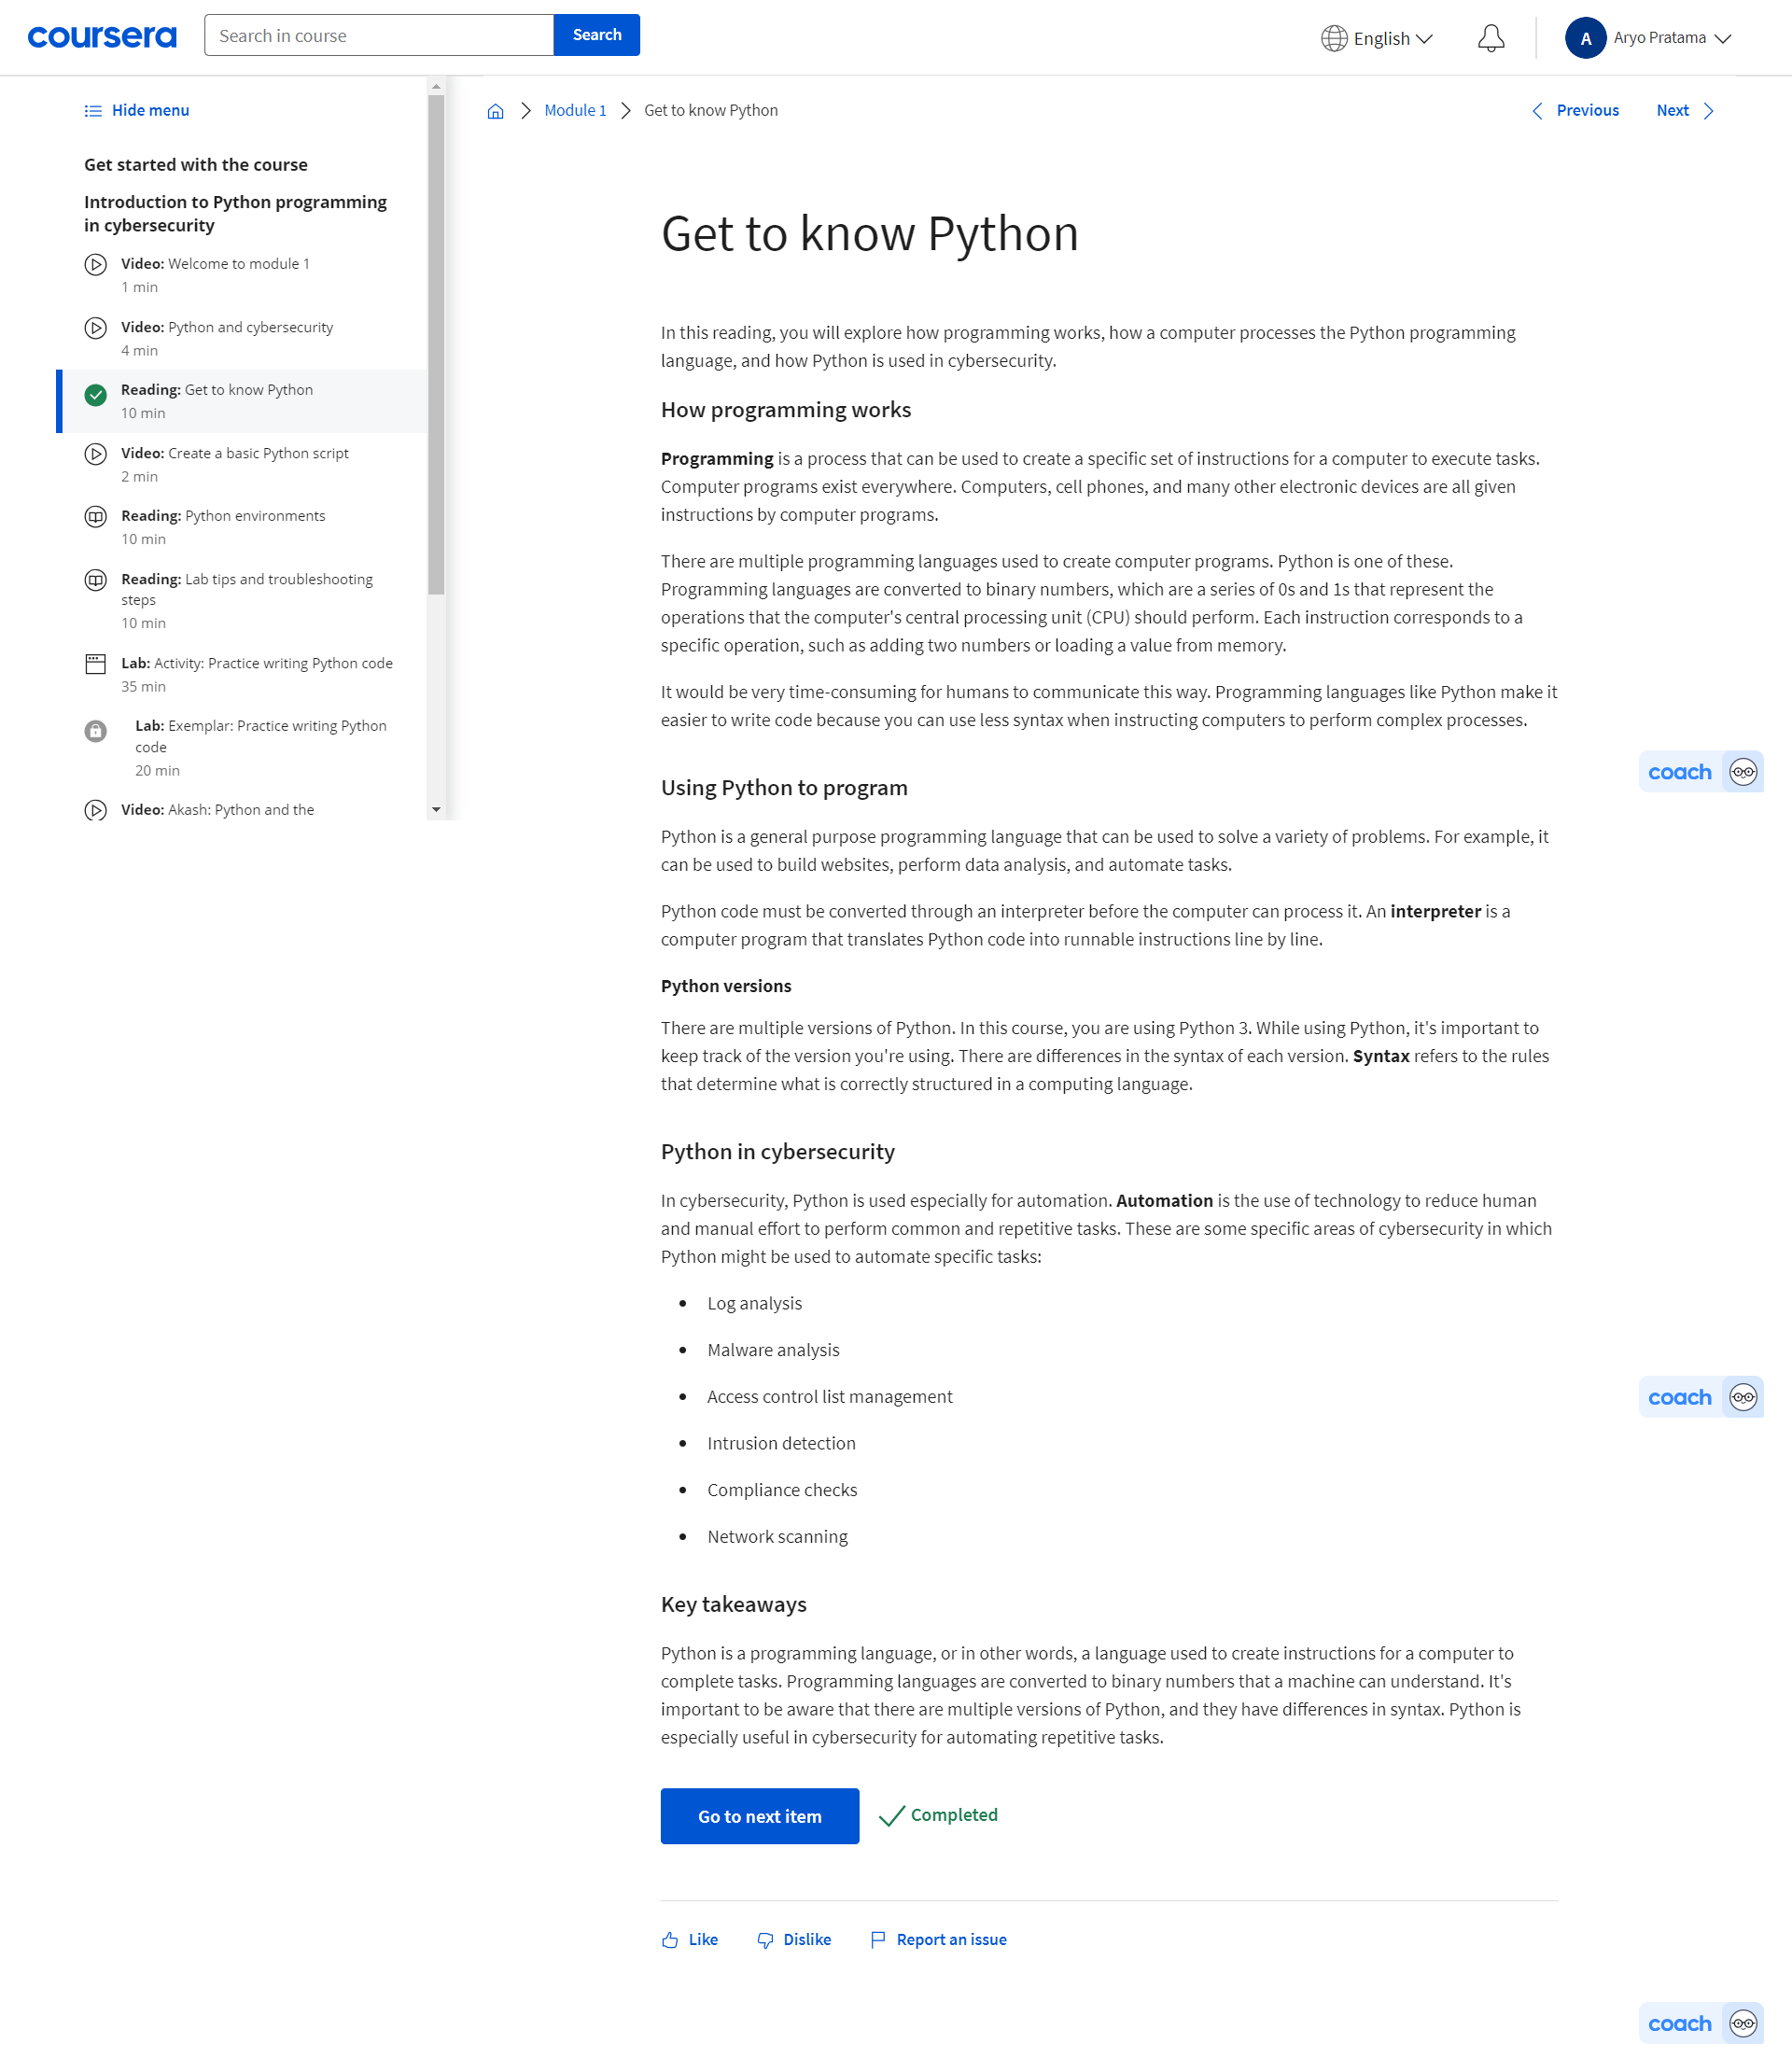 coursera
Search in course
Search
English
A
Aryo Pratama
Hide menu
Get started with the course
Introduction to Python programming
in cybersecurity
Video: Welcome to module 1
1 min
Video: Python and cybersecurity
4 min
Reading: Get to know Python
10 min
Video: Create a basic Python script
2 min
Reading: Python environments
10 min
Reading: Lab tips and troubleshooting
steps
10 min
Lab: Activity: Practice writing Python code
35 min
Lab: Exemplar: Practice writing Python
code
20 min
Video: Akash: Python and the
Module 1
Get to know Python
Previous
Next
Get to know Python
In this reading, you will explore how programming works, how a computer processes the Python programming
language, and how Python is used in cybersecurity.
How programming works
Programming is a process that can be used to create a specific set of instructions for a computer to execute tasks.
Computer programs exist everywhere. Computers, cell phones, and many other electronic devices are all given
instructions by computer programs.
There are multiple programming languages used to create computer programs. Python is one of these.
Programming languages are converted to binary numbers, which are a series of 0s and 1s that represent the
operations that the computer's central processing unit (CPU) should perform. Each instruction corresponds to a
specific operation, such as adding two numbers or loading a value from memory.
It would be very time-consuming for humans to communicate this way. Programming languages like Python make it
easier to write code because you can use less syntax when instructing computers to perform complex processes.
coach
Using Python to program
Python is a general purpose programming language that can be used to solve a variety of problems. For example, it
can be used to build websites, perform data analysis, and automate tasks.
Python code must be converted through an interpreter before the computer can process it. An interpreter is a
computer program that translates Python code into runnable instructions line by line.
Python versions
There are multiple versions of Python. In this course, you are using Python 3. While using Python, it's important to
keep track of the version you're using. There are differences in the syntax of each version. Syntax refers to the rules
that determine what is correctly structured in a computing language.
Python in cybersecurity
In cybersecurity, Python is used especially for automation. Automation is the use of technology to reduce human
and manual effort to perform common and repetitive tasks. These are some specific areas of cybersecurity in which
Python might be used to automate specific tasks:
• Log analysis
• Malware analysis
• Access control list management
coach
• Intrusion detection
• Compliance checks
• Network scanning
Key takeaways
Python is a programming language, or in other words, a language used to create instructions for a computer to
complete tasks. Programming languages are converted to binary numbers that a machine can understand. It's
important to be aware that there are multiple versions of Python, and they have differences in syntax. Python is
especially useful in cybersecurity for automating repetitive tasks.
Go to next item
Completed
Like
Dislike
Report an issue
coach